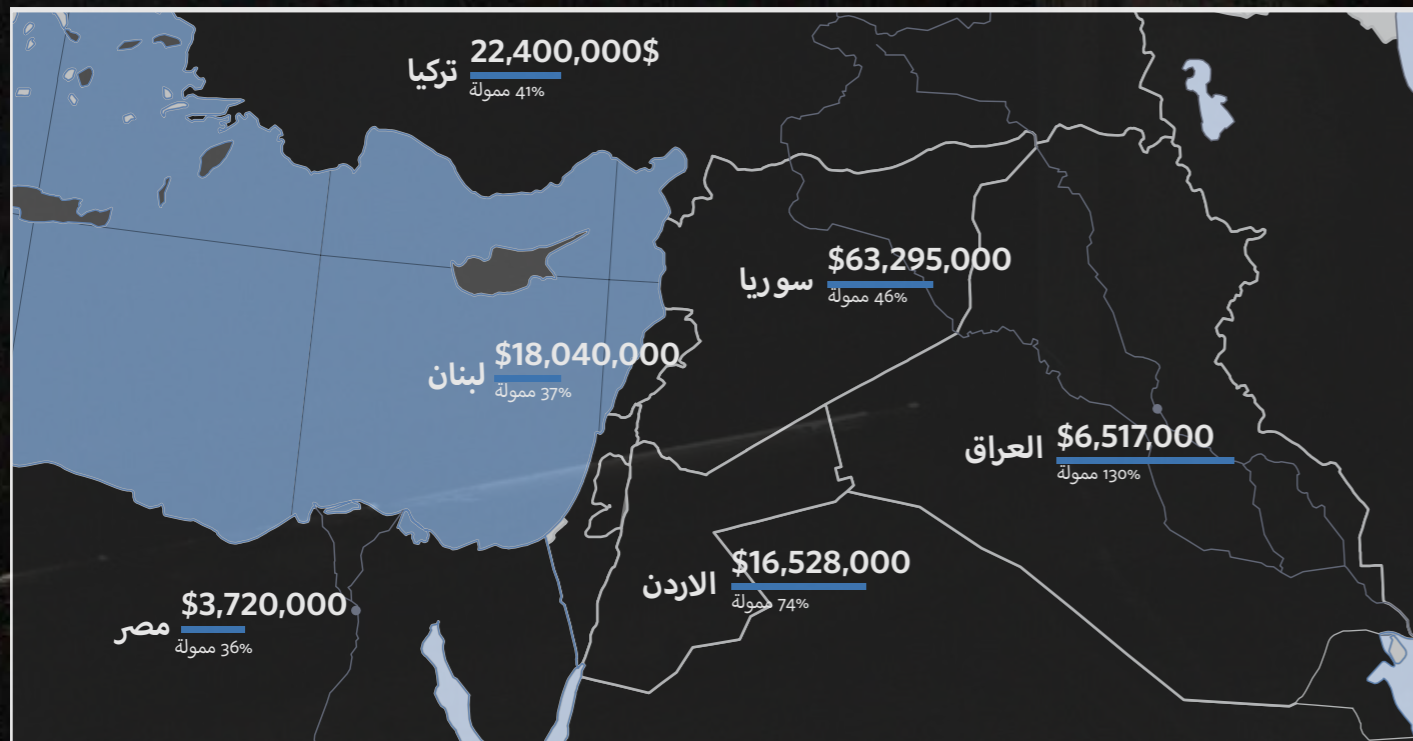 تركيا
22,400,000$
41% ممولة
سوريا
$63,295,000
46% ممولة
لبنان
$18,040,000
37% ممولة
العراق
$6,517,000
130% ممولة
الاردن
$16,528,000
74% ممولة
مصر
$3,720,000
36% ممولة